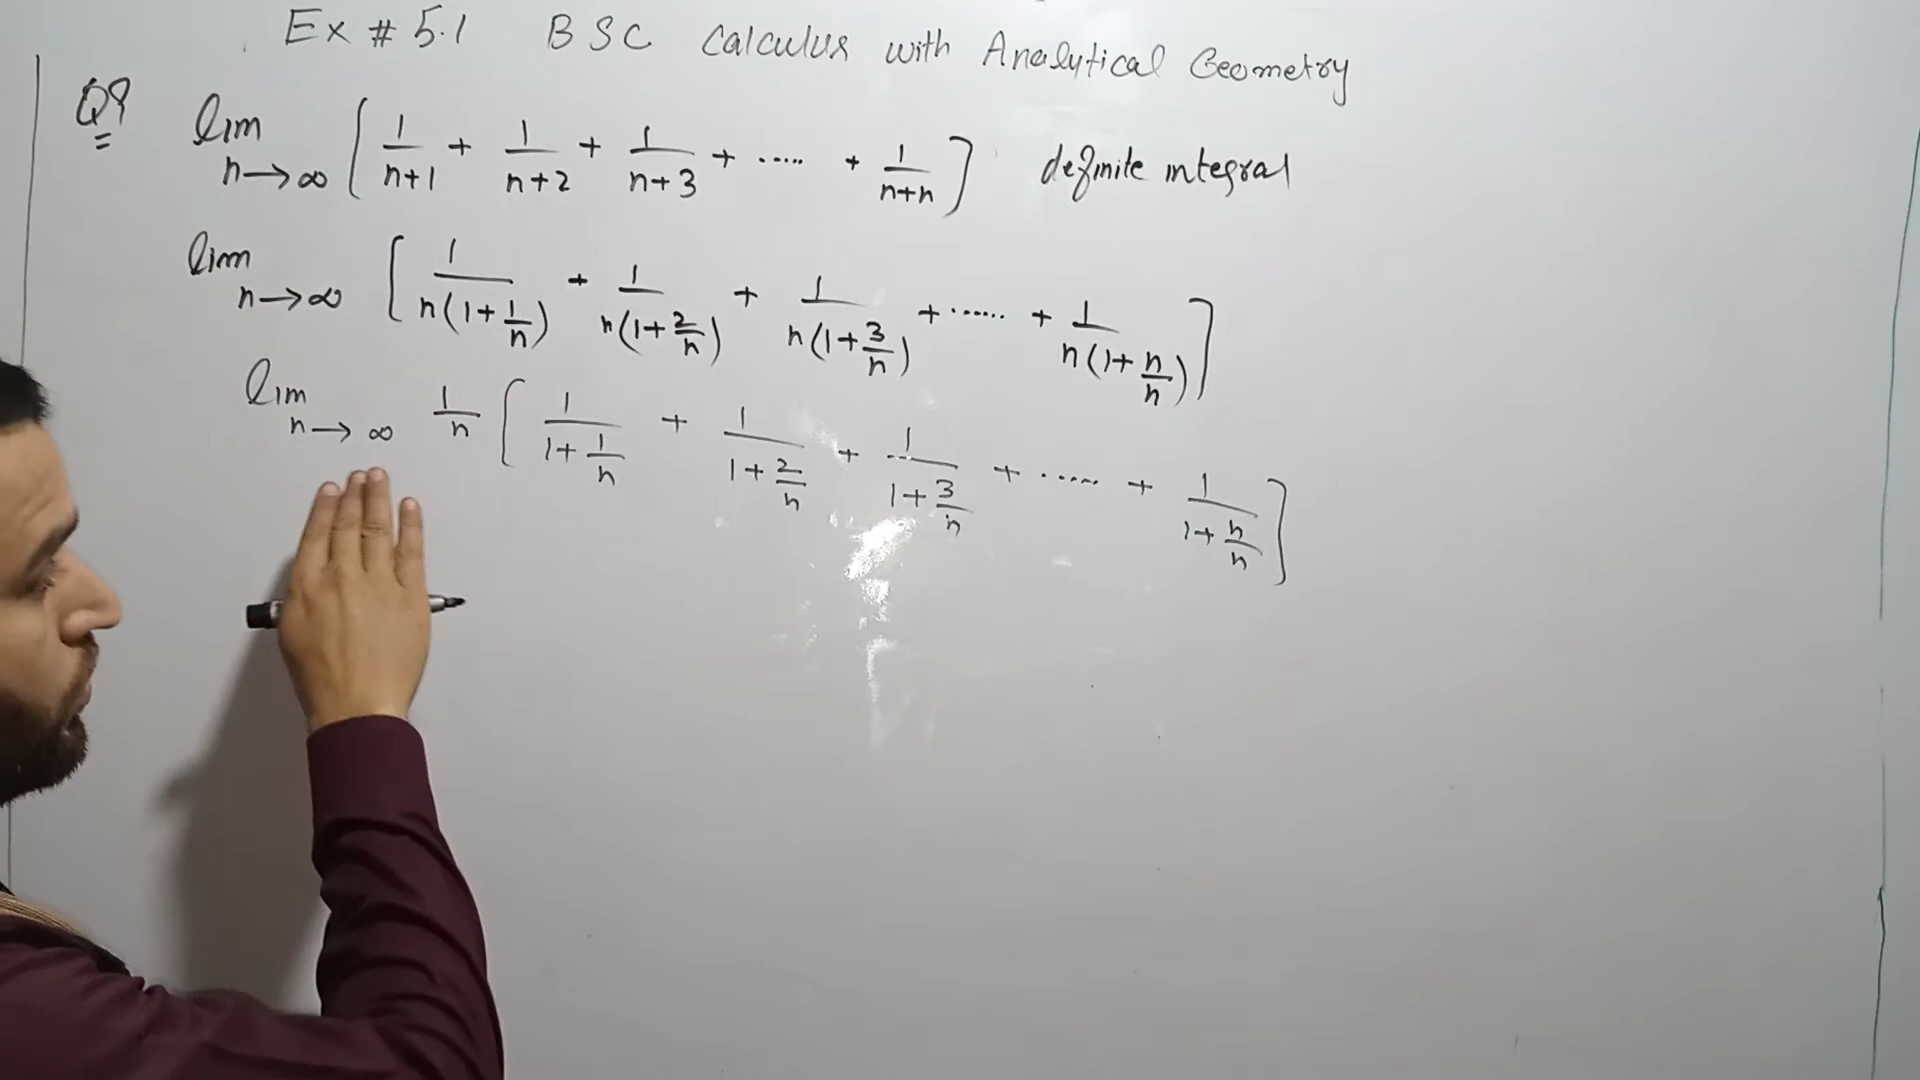 Ex # 5.1 BSC Calculus with Analytical Geometry
Q9 lim n→∞ [ 1/(n+1) + 1/(n+2) + 1/(n+3) + ..... + 1/(n+n) ] definite integral
lim n→∞ [ 1/(n(1+1/n)) + 1/(n(1+2/n)) + 1/(n(1+3/n)) + ...... + 1/(n(1+n/n)) ]
lim n→∞ 1/n [ 1/(1+1/n) + 1/(1+2/n) + 1/(1+3/n) + ..... + 1/(1+n/n) ]